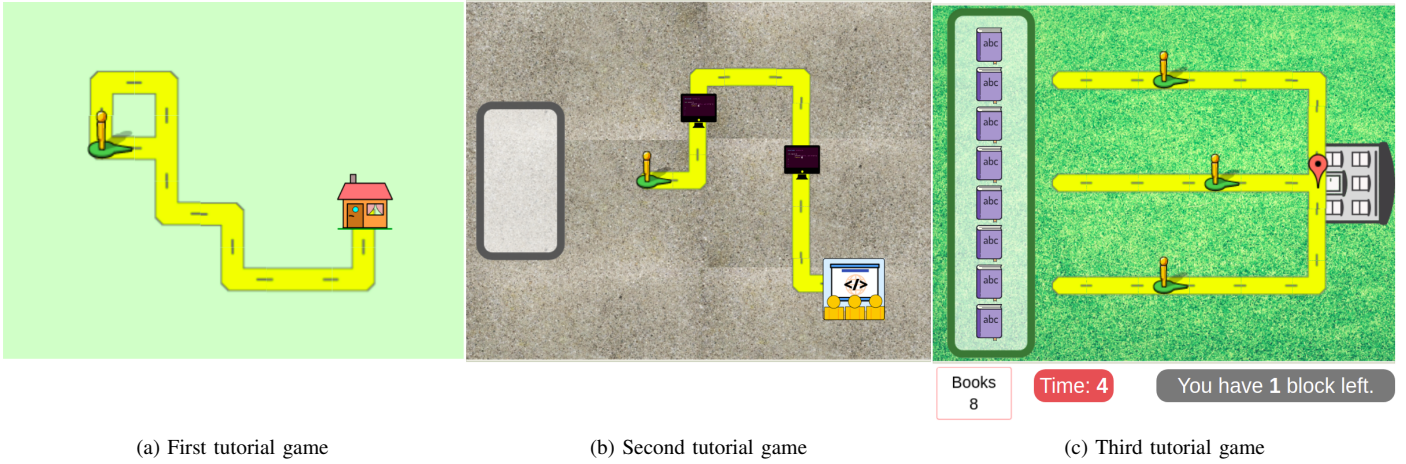 abc
abc
abc
abc
abc
abc
abc
abc
</>
Books
8
Time: 4
You have 1 block left.
(a) First tutorial game
(b) Second tutorial game
(c) Third tutorial game